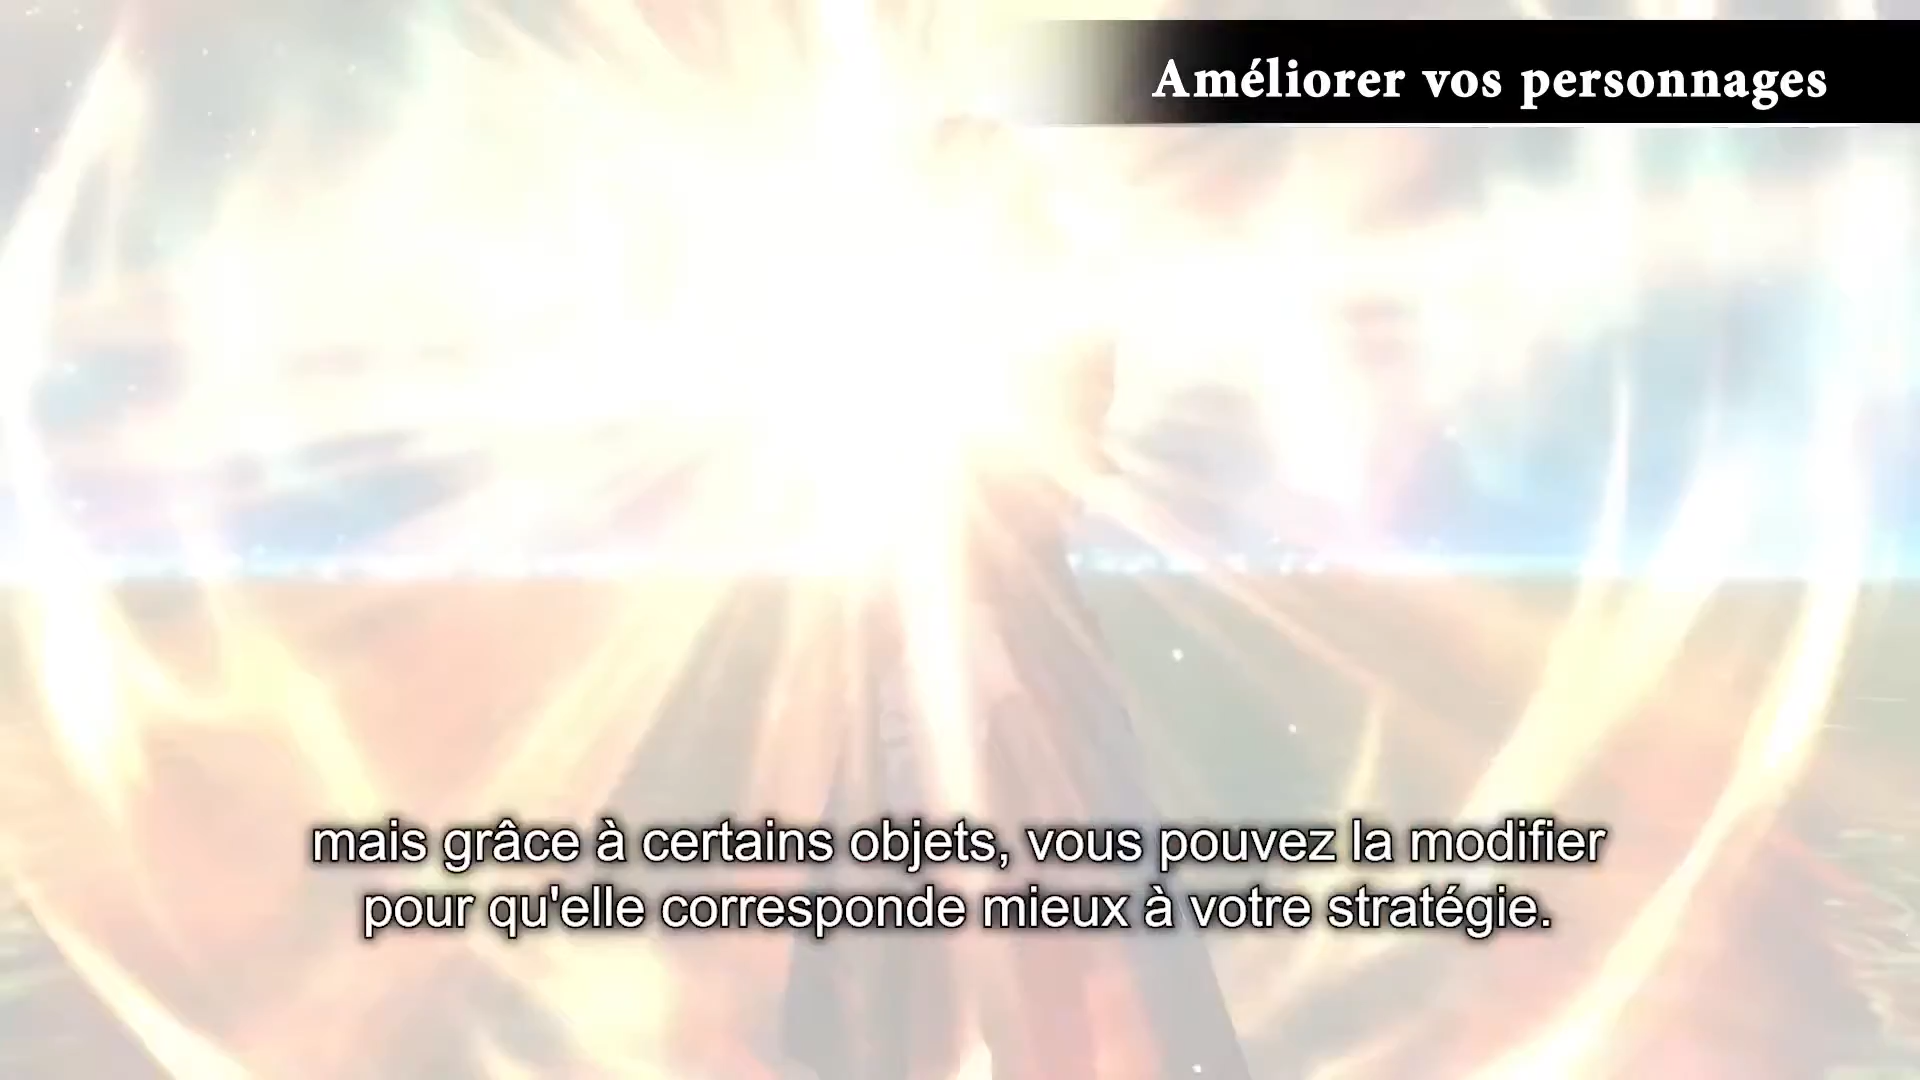 Améliorer vos personnages
mais grâce à certains objets, vous pouvez la modifier
pour qu'elle corresponde mieux à votre stratégie.